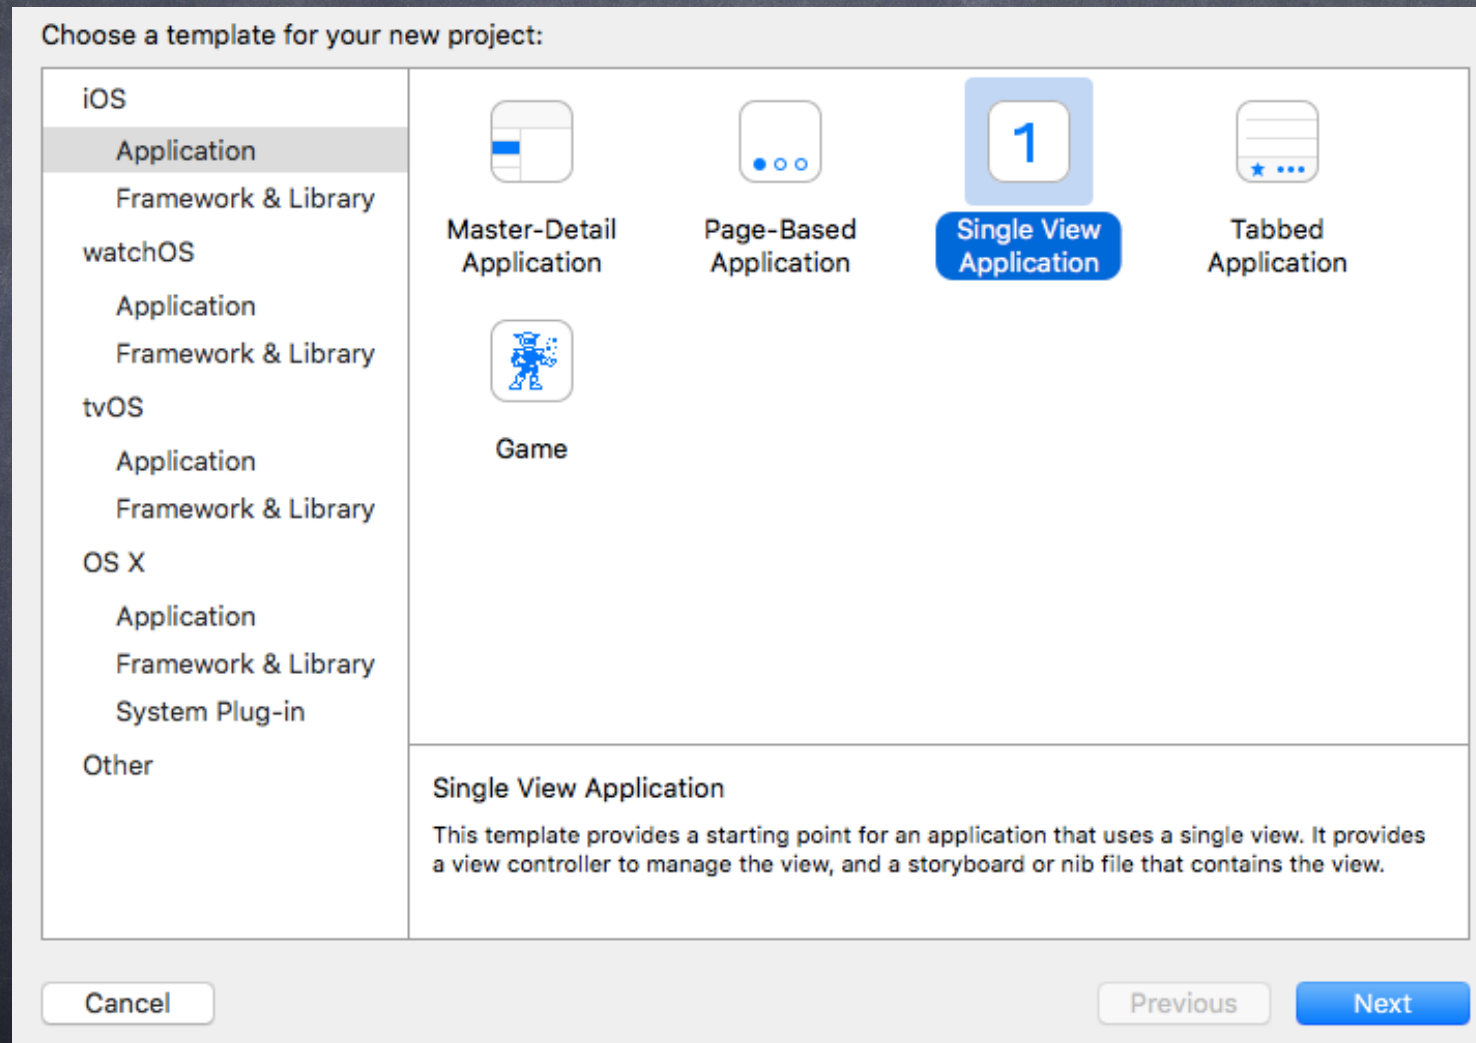 Choose a template for your new project:
iOS
Application
Framework & Library
watchOS
Application
Framework & Library
tvOS
Application
Framework & Library
OS X
Application
Framework & Library
System Plug-in
Other
Master-Detail
Application
Page-Based
Application
1
Single View
Application
Tabbed
Application
Game
Single View Application
This template provides a starting point for an application that uses a single view. It provides
a view controller to manage the view, and a storyboard or nib file that contains the view.
Cancel
Previous
Next